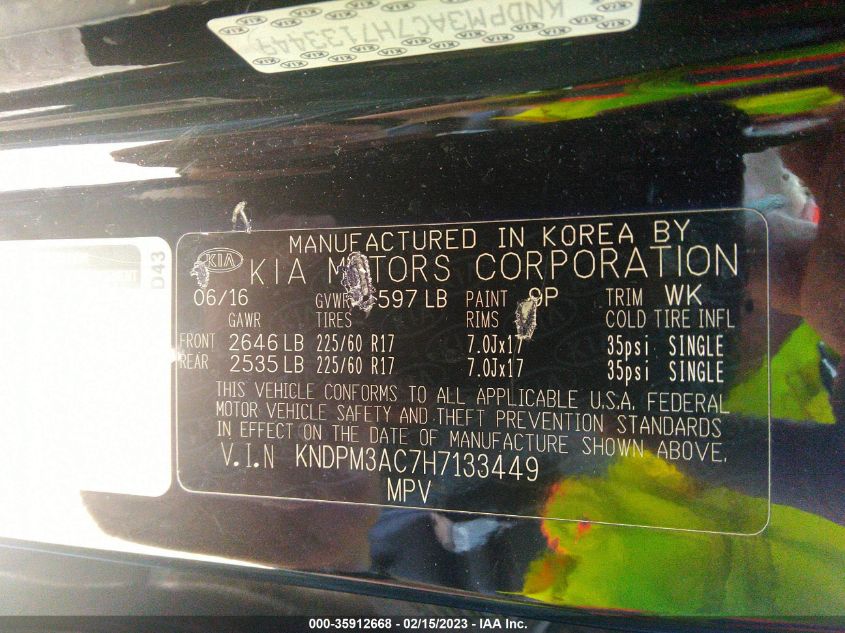 KNDPM3AC7H7133449
D43
MANUFACTURED IN KOREA BY
KIA KIA MOTORS CORPORATION
06/16 GVWR 597 LB PAINT 9P TRIM WK
GAWR TIRES RIMS COLD TIRE INFL
FRONT 2646 LB 225/60 R17 7.0Jx17 35psi SINGLE
REAR 2535 LB 225/60 R17 7.0Jx17 35psi SINGLE
THIS VEHICLE CONFORMS TO ALL APPLICABLE U.S.A. FEDERAL
MOTOR VEHICLE SAFETY AND THEFT PREVENTION STANDARDS
IN EFFECT ON THE DATE OF MANUFACTURE SHOWN ABOVE.
V.I.N KNDPM3AC7H7133449
MPV
000-35912668 - 02/15/2023 - IAA Inc.